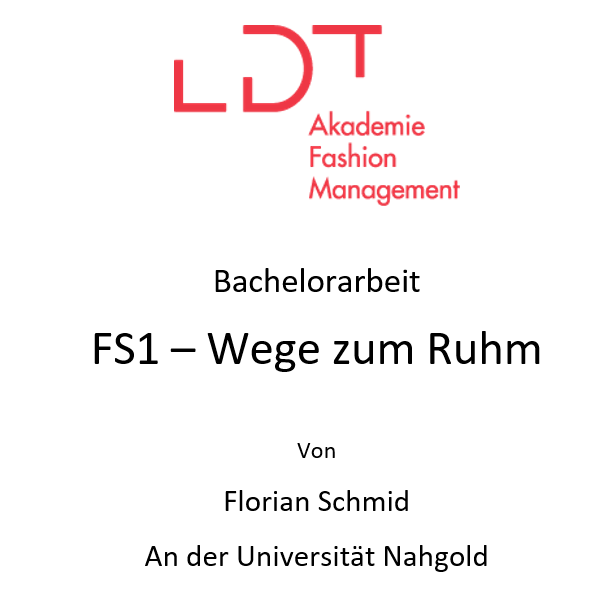 LDT
Akademie
Fashion
Management
Bachelorarbeit
FS1 – Wege zum Ruhm
Von
Florian Schmid
An der Universität Nahgold